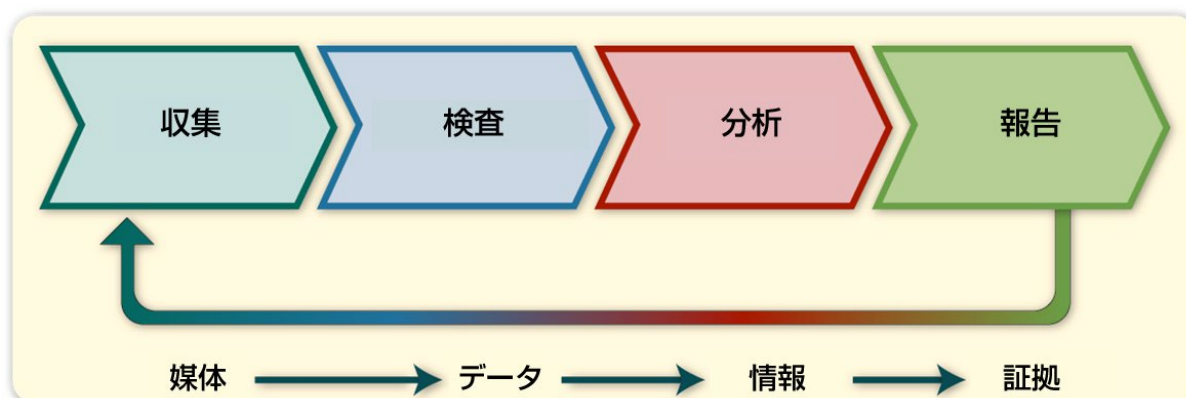 収集 検査 分析 報告
媒体 データ 情報 証拠